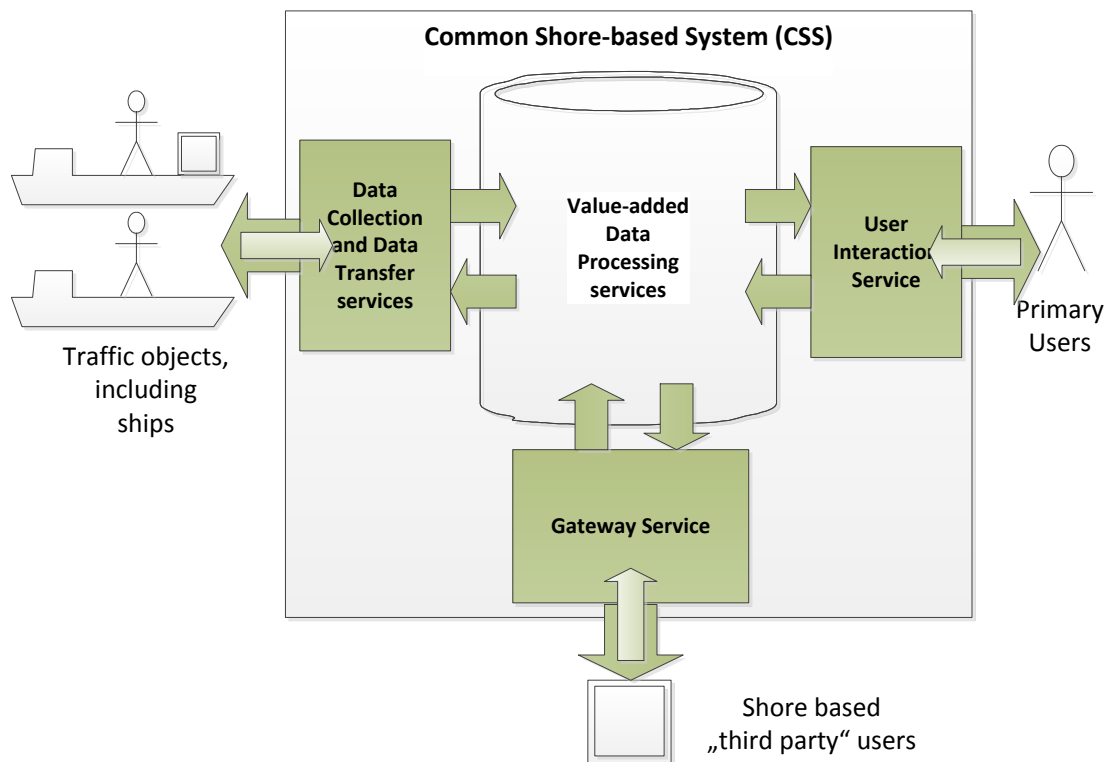 Common Shore-based System (CSS)
Data
Collection
and Data
Transfer
services
Value-added
Data
Processing
services
User
Interaction
Service
Primary
Users
Traffic objects,
including
ships
Gateway Service
Shore based
„third party“ users